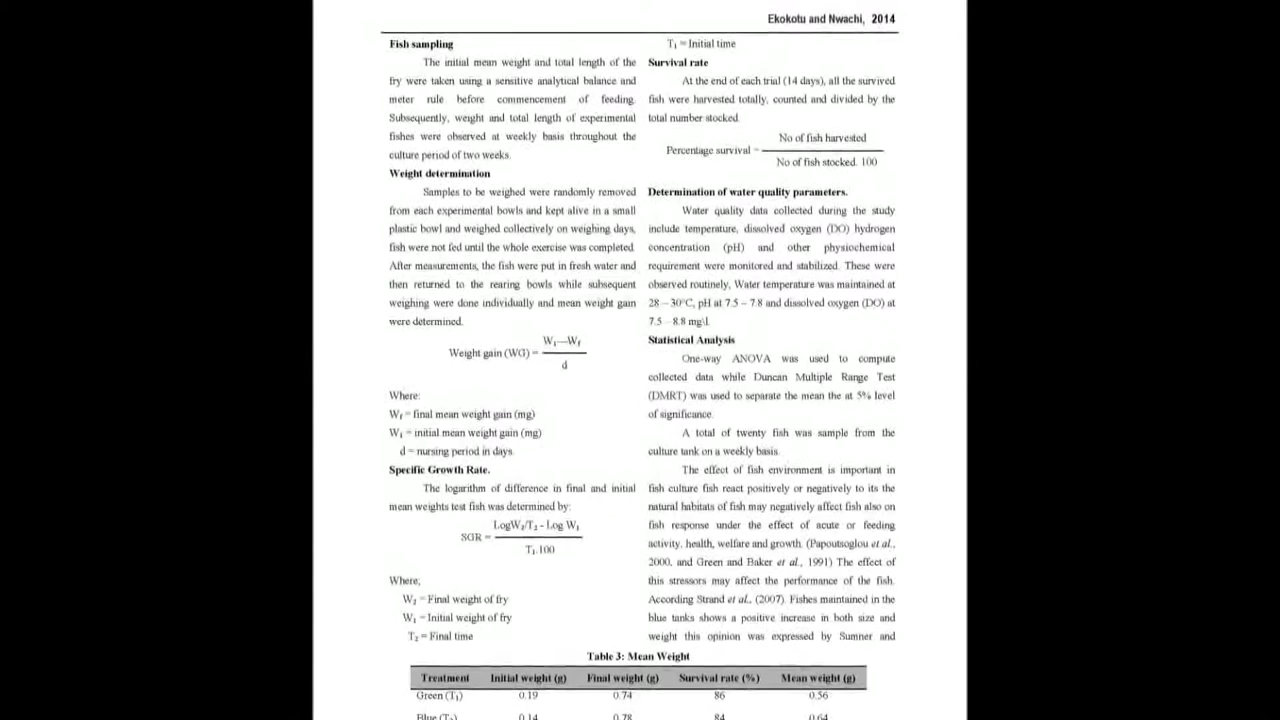 Ekokotu and Nwachi, 2014
Fish sampling
The initial mean weight and total length of the
fry were taken using a sensitive analytical balance and
meter rule before commencement of feeding.
Subsequently, weight and total length of experimental
fishes were observed at weekly basis throughout the
culture period of two weeks.
Weight determination
Samples to be weighed were randomly removed
from each experimental bowls and kept alive in a small
plastic bowl and weighed collectively on weighing days,
fish were not fed until the whole exercise was completed.
After measurements, the fish were put in fresh water and
then returned to the rearing bowls while subsequent
weighing were done individually and mean weight gain
were determined.
Weight gain (WG) = W₁—Wf
d
Where:
Wf = final mean weight gain (mg)
W₁ = initial mean weight gain (mg)
d = nursing period in days.
Specific Growth Rate.
The logarithm of difference in final and initial
mean weights test fish was determined by:
SGR = LogW₂/T₂ - Log W₁
T₁.100
Where;
W₂ = Final weight of fry
W₁ = Initial weight of fry
T₂ = Final time
T₁ = Initial time
Survival rate
At the end of each trial (14 days), all the survived
fish were harvested totally, counted and divided by the
total number stocked.
Percentage survival = No of fish harvested
No of fish stocked. 100
Determination of water quality parameters.
Water quality data collected during the study
include temperature, dissolved oxygen (DO) hydrogen
concentration (pH) and other physiochemical
requirement were monitored and stabilized. These were
observed routinely, Water temperature was maintained at
28 – 30°C, pH at 7.5 – 7.8 and dissolved oxygen (DO) at
7.5 – 8.8 mg\l.
Statistical Analysis
One-way ANOVA was used to compute
collected data while Duncan Multiple Range Test
(DMRT) was used to separate the mean the at 5% level
of significance.
A total of twenty fish was sample from the
culture tank on a weekly basis.
The effect of fish environment is important in
fish culture fish react positively or negatively to its the
natural habitats of fish may negatively affect fish also on
fish response under the effect of acute or feeding
activity, health, welfare and growth. (Papoutsoglou et al.,
2000, and Green and Baker et al., 1991) The effect of
this stressors may affect the performance of the fish.
According Strand et al., (2007). Fishes maintained in the
blue tanks shows a positive increase in both size and
weight this opinion was expressed by Sumner and
Table 3: Mean Weight
Treatment Initial weight (g) Final weight (g) Survival rate (%) Mean weight (g)
Green (T₁) 0.19 0.74 86 0.56
Blue (T₂) 0.14 0.78 84 0.64